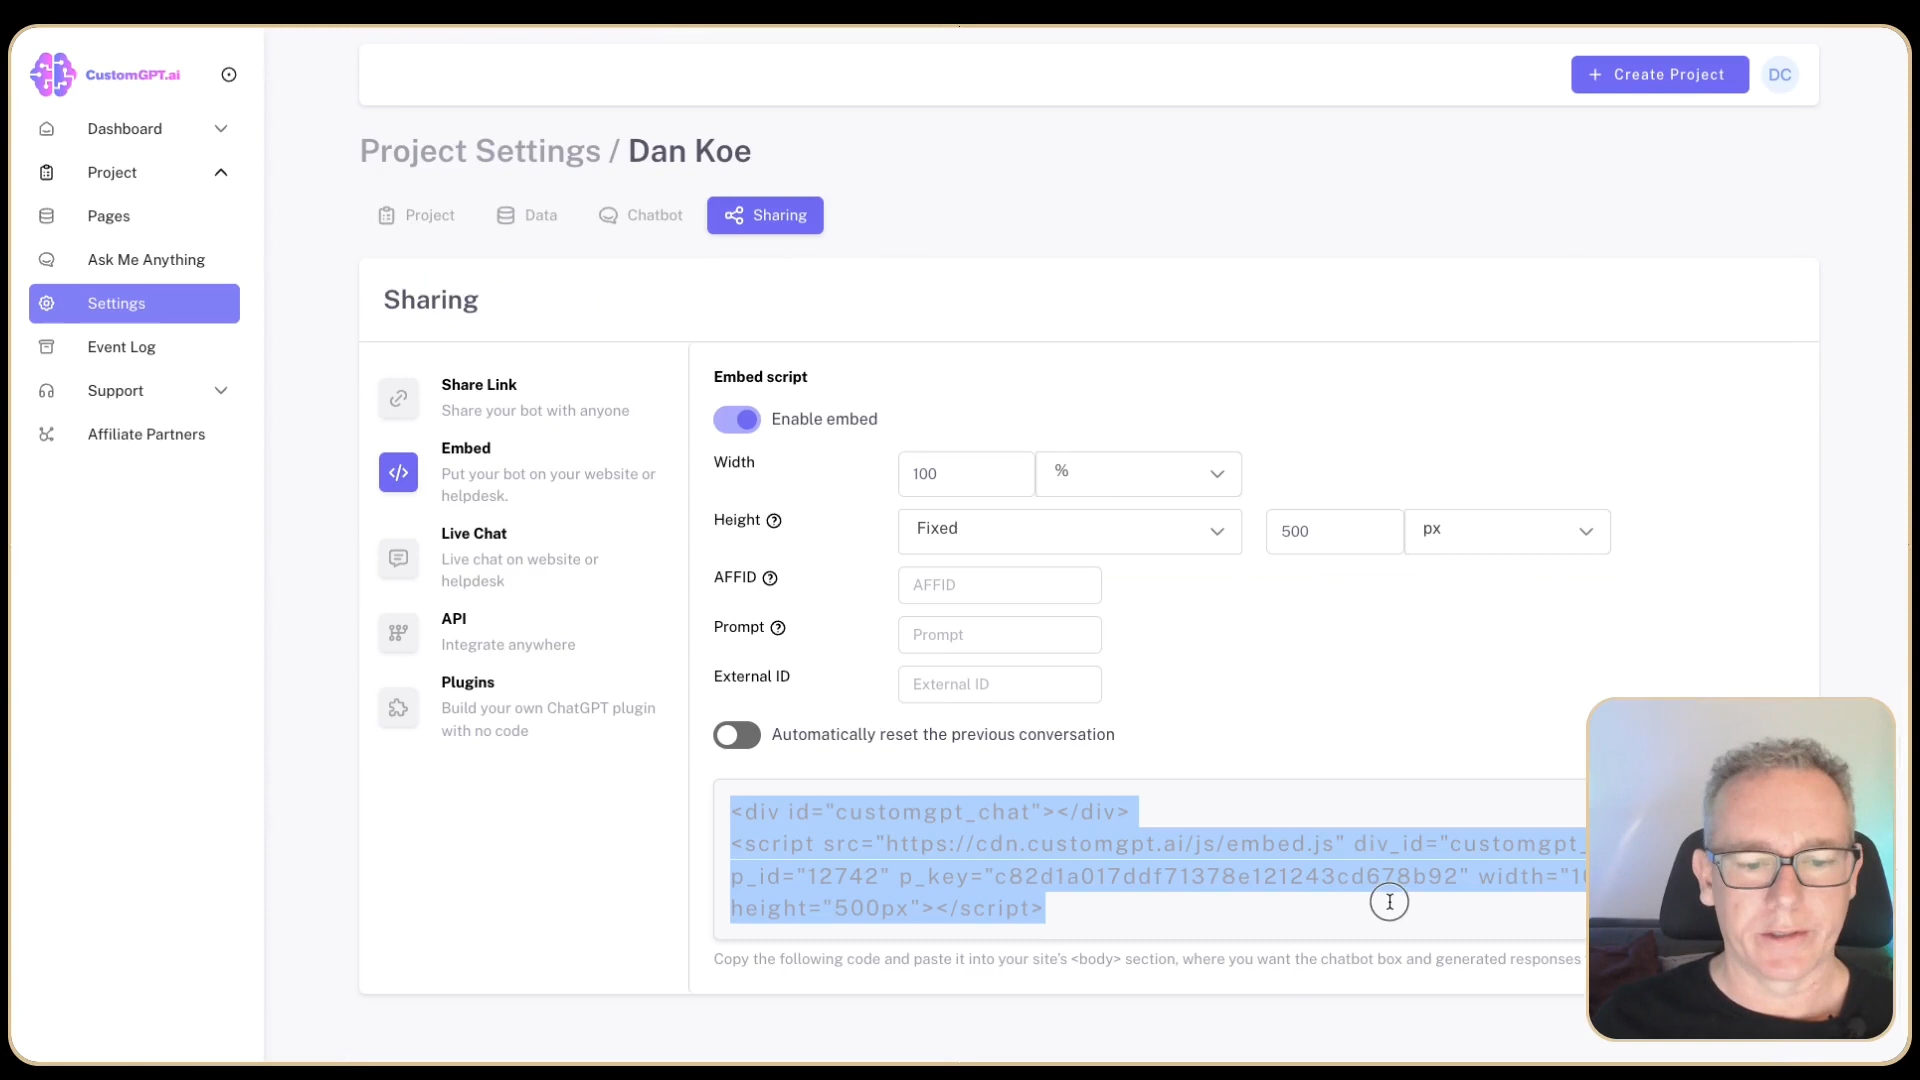 CustomGPT.ai
Dashboard
Project
Pages
Ask Me Anything
Settings
Event Log
Support
Affiliate Partners
+ Create Project
DC
Project Settings / Dan Koe
Project
Data
Chatbot
Sharing
Sharing
Share Link
Share your bot with anyone
Embed
Put your bot on your website or
helpdesk.
Live Chat
Live chat on website or
helpdesk
API
Integrate anywhere
Plugins
Build your own ChatGPT plugin
with no code
Embed script
Enable embed
Width
100
%
Height
Fixed
500
px
AFFID
AFFID
Prompt
Prompt
External ID
External ID
Automatically reset the previous conversation
<div id="customgpt_chat"></div>
<script src="https://cdn.customgpt.ai/js/embed.js" div_id="customgpt_
p_id="12742" p_key="c82d1a017ddf71378e121243cd678b92" width="10
height="500px"></script>
Copy the following code and paste it into your site's <body> section, where you want the chatbot box and generated responses